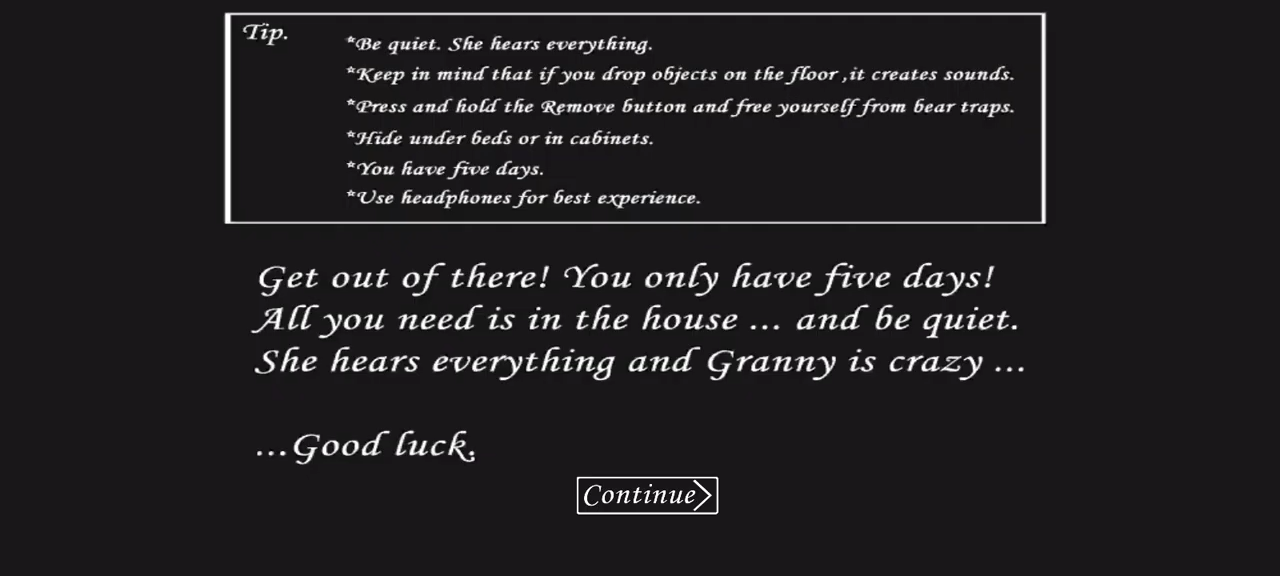 Tip.
*Be quiet. She hears everything.
*Keep in mind that if you drop objects on the floor ,it creates sounds.
*Press and hold the Remove button and free yourself from bear traps.
*Hide under beds or in cabinets.
*You have five days.
*Use headphones for best experience.
Get out of there! You only have five days!
All you need is in the house ... and be quiet.
She hears everything and Granny is crazy ...
...Good luck.
Continue